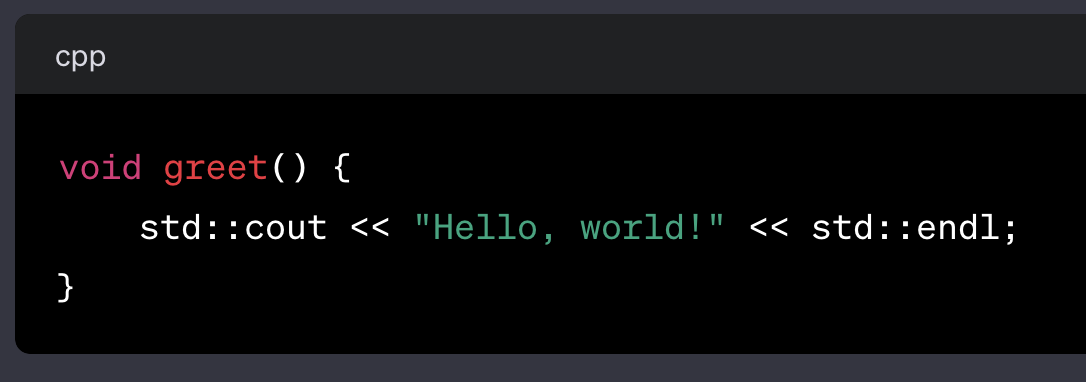 cpp
void greet() {
    std::cout << "Hello, world!" << std::endl;
}